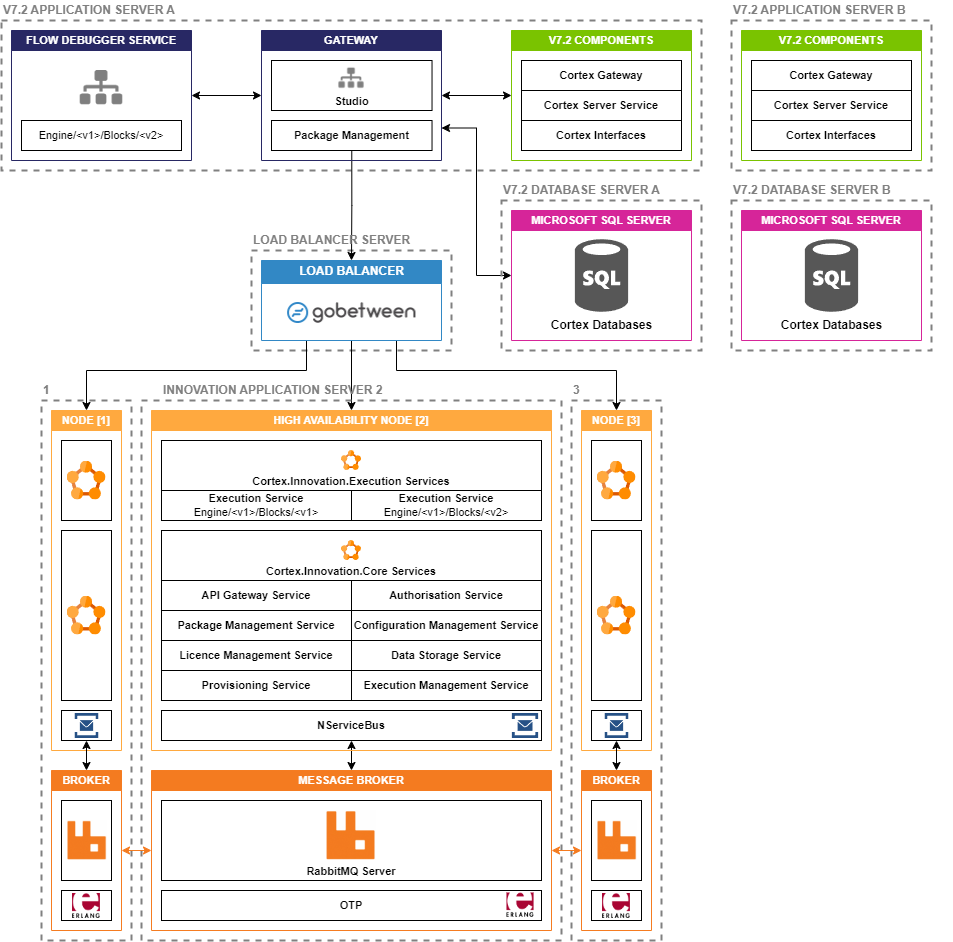 V7.2 APPLICATION SERVER A
FLOW DEBUGGER SERVICE
Engine/<v1>/Blocks/<v2>
GATEWAY
Studio
Package Management
V7.2 COMPONENTS
Cortex Gateway
Cortex Server Service
Cortex Interfaces
V7.2 APPLICATION SERVER B
V7.2 COMPONENTS
Cortex Gateway
Cortex Server Service
Cortex Interfaces
V7.2 DATABASE SERVER A
MICROSOFT SQL SERVER
SQL
Cortex Databases
V7.2 DATABASE SERVER B
MICROSOFT SQL SERVER
SQL
Cortex Databases
LOAD BALANCER SERVER
LOAD BALANCER
gobetween
1
NODE [1]
BROKER
ERLANG
INNOVATION APPLICATION SERVER 2
HIGH AVAILABILITY NODE [2]
Cortex.Innovation.Execution Services
Execution Service
Engine/<v1>/Blocks/<v1>
Execution Service
Engine/<v1>/Blocks/<v2>
Cortex.Innovation.Core Services
API Gateway Service
Authorisation Service
Package Management Service
Configuration Management Service
Licence Management Service
Data Storage Service
Provisioning Service
Execution Management Service
NServiceBus
MESSAGE BROKER
RabbitMQ Server
OTP
ERLANG
3
NODE [3]
BROKER
ERLANG